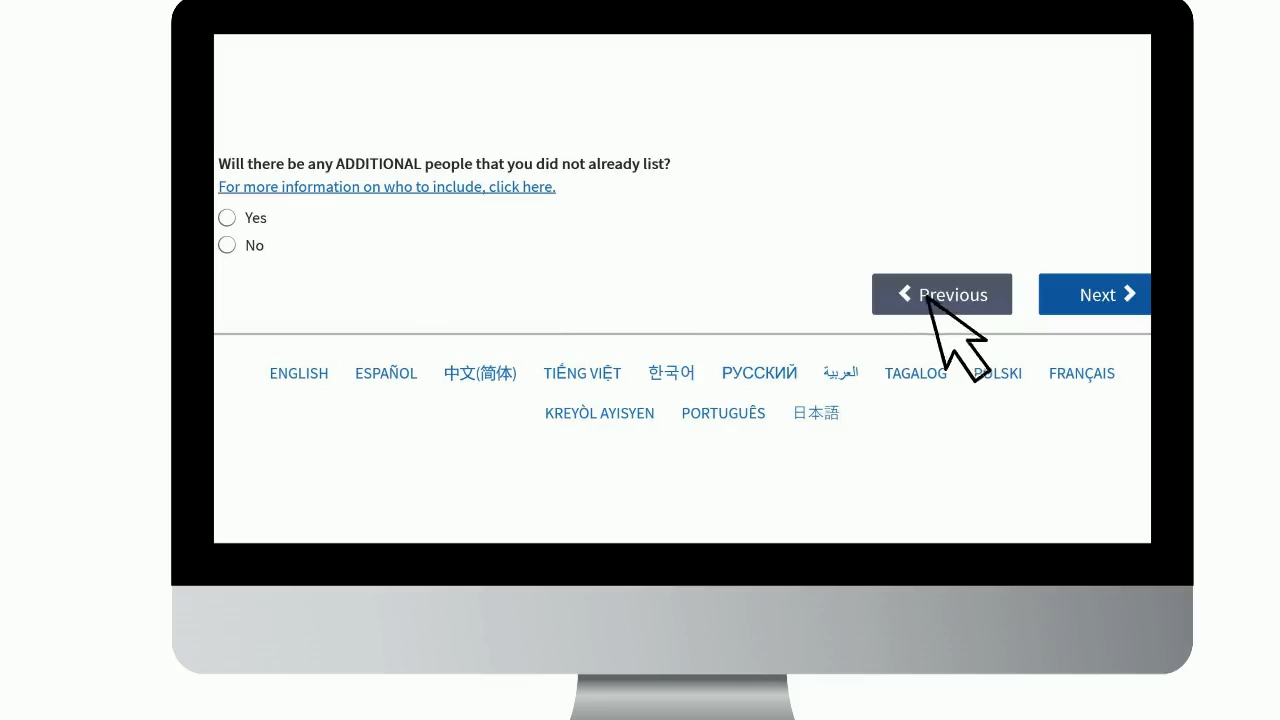 Will there be any ADDITIONAL people that you did not already list?
For more information on who to include, click here.
Yes
No
Previous Next
ENGLISH ESPAÑOL 中文(简体) TIẾNG VIỆT 한국어 РУССКИЙ العربية TAGALOG POLSKI FRANÇAIS
KREYÒL AYISYEN PORTUGUÊS 日本語